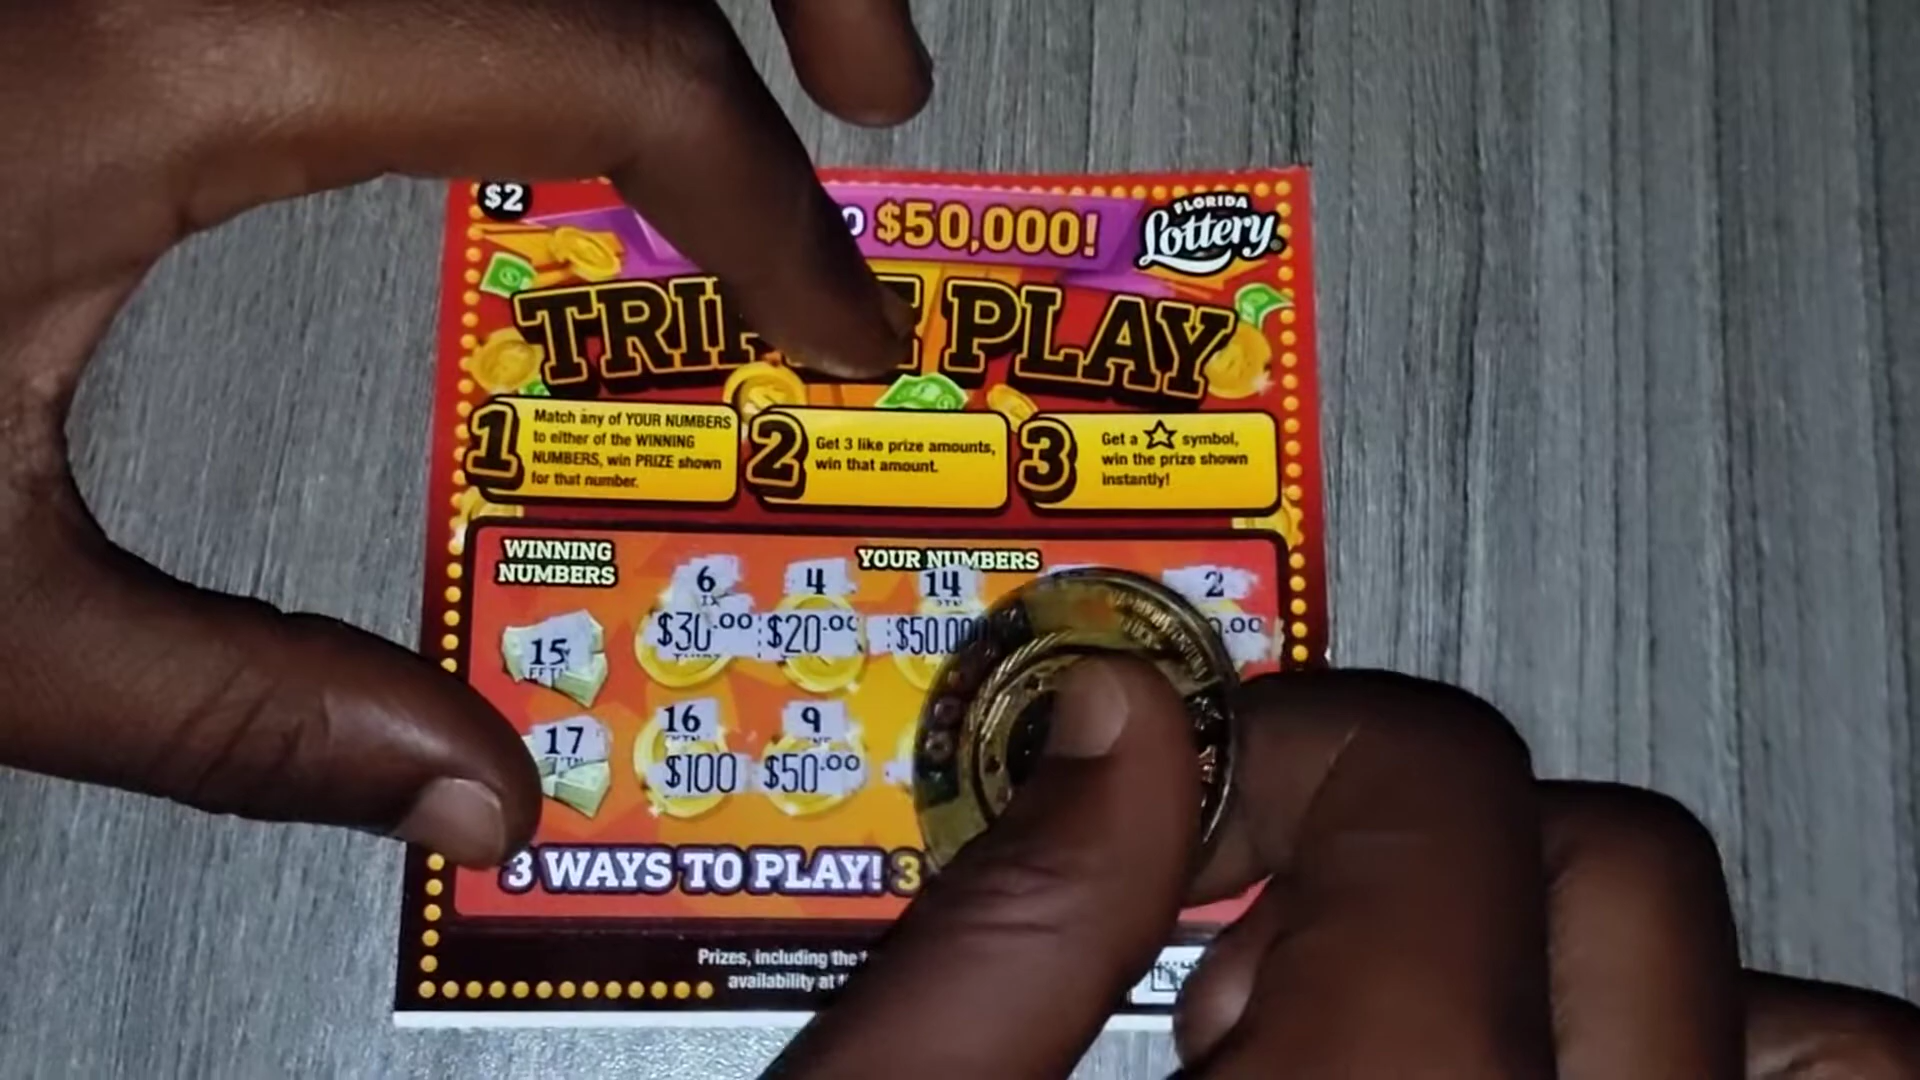 $2
$50,000!
FLORIDA
Lottery
PLAY
1
Match any of YOUR NUMBERS
to either of the WINNING
NUMBERS, win PRIZE shown
for that number.
2
Get 3 like prize amounts,
win that amount.
3
Get a symbol,
win the prize shown
instantly!
WINNING
NUMBERS
YOUR NUMBERS
6
4
14
2
$30.00
$20.00
$50,000
15
17
16
9
$100
$50.00
3 WAYS TO PLAY! 3
Prizes, including the
availability at